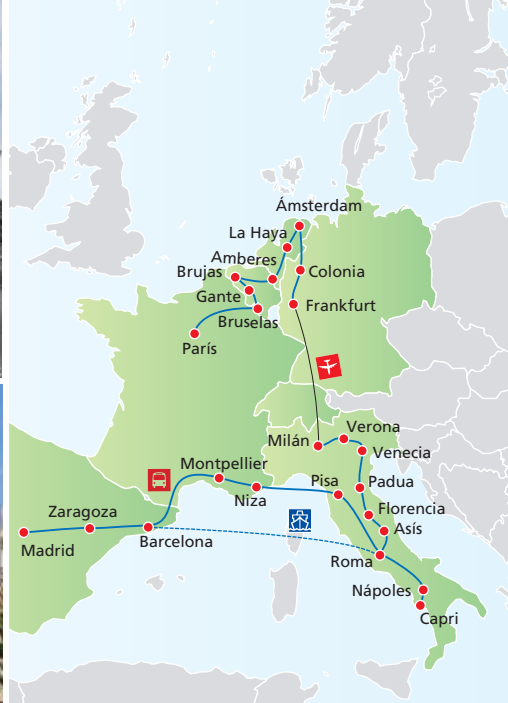 Ámsterdam
La Haya
Amberes
Brujas
Colonia
Gante
Frankfurt
Bruselas
París
Verona
Milán
Venecia
Montpellier
Pisa
Padua
Niza
Florencia
Zaragoza
Asís
Madrid
Barcelona
Roma
Nápoles
Capri